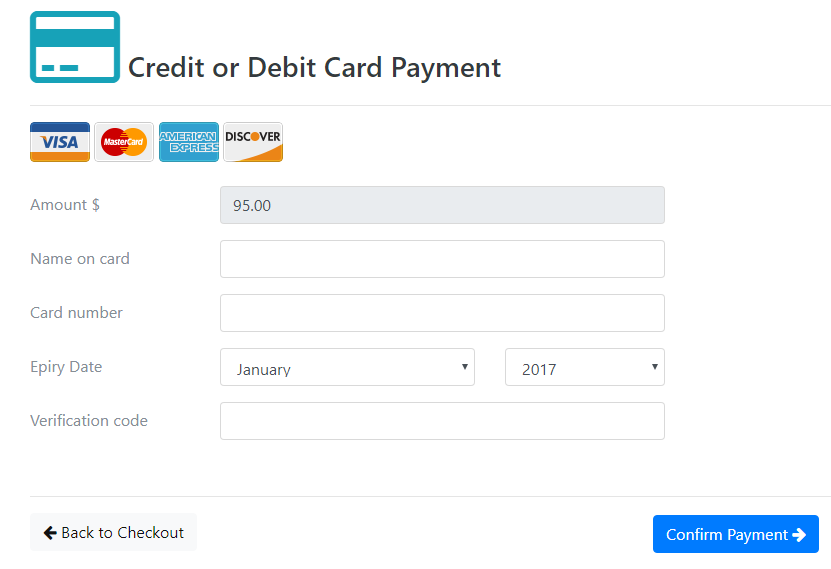 Credit or Debit Card Payment
VISA MasterCard AMERICAN EXPRESS DISCOVER
Amount $ 95.00
Name on card
Card number
Epiry Date January 2017
Verification code
Back to Checkout Confirm Payment